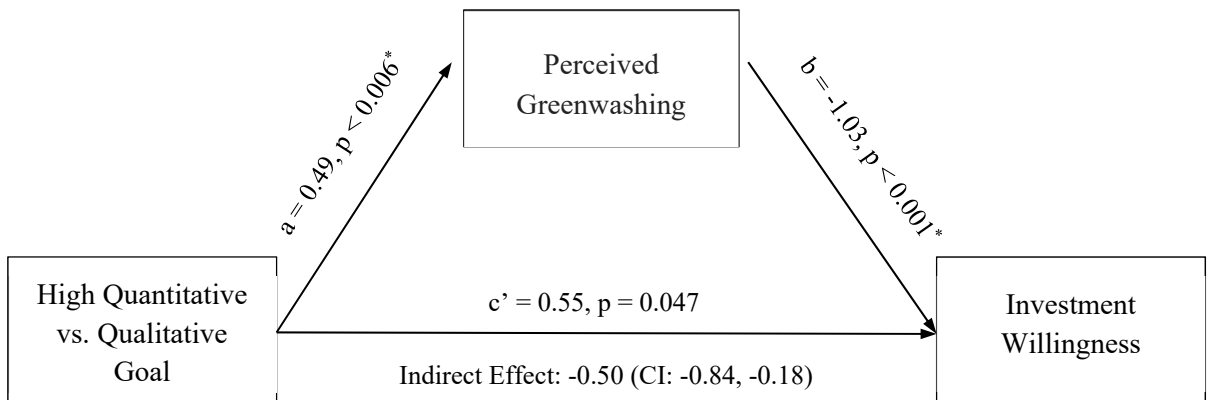 Perceived
Greenwashing
a = 0.49, p < 0.006*
b = -1.03, p < 0.001*
High Quantitative
vs. Qualitative
Goal
c’ = 0.55, p = 0.047
Indirect Effect: -0.50 (CI: -0.84, -0.18)
Investment
Willingness